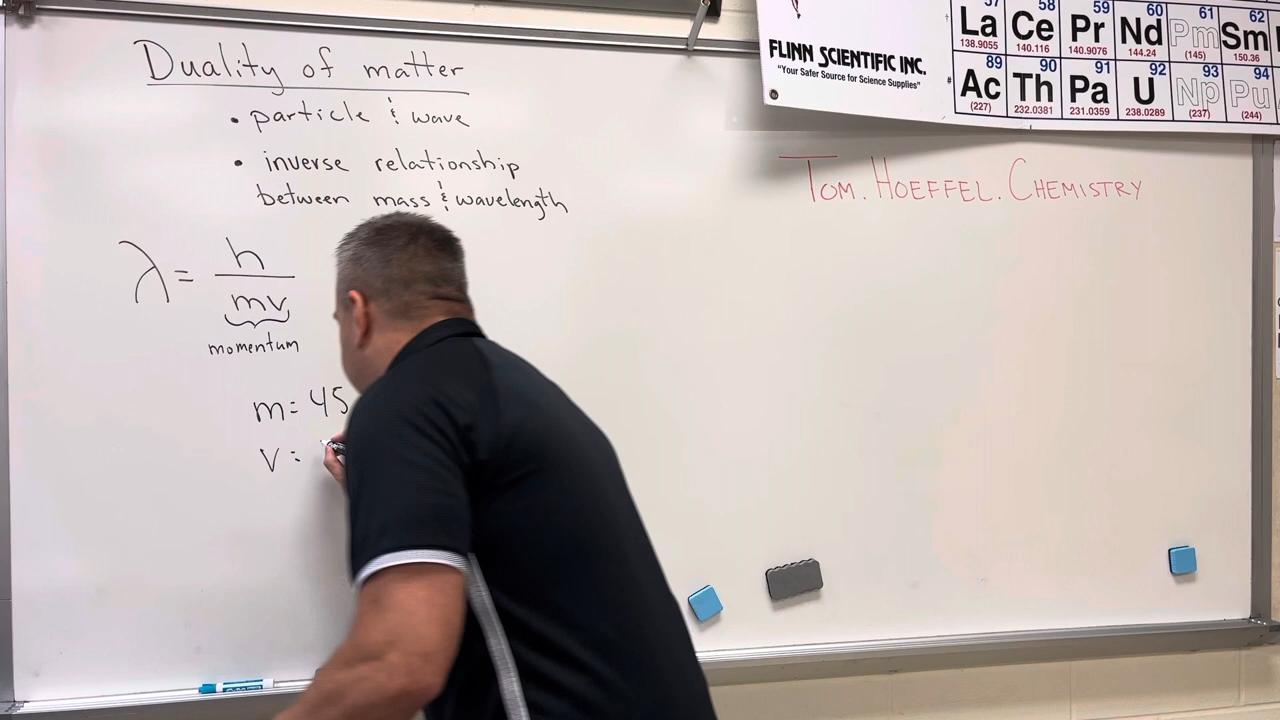 Duality of matter
• particle & wave
• inverse relationship
between mass & wavelength
λ = h
mv
momentum
m = 45
v =
TOM. HOEFFEL. CHEMISTRY
FLINN SCIENTIFIC INC.
"Your Safer Source for Science Supplies"
57 58 59 60 61 62
La Ce Pr Nd Pm Sm
138.9055 140.116 140.9076 144.24 (145) 150.36
89 90 91 92 93 94
Ac Th Pa U Np Pu
(227) 232.0381 231.0359 238.0289 (237) (244)